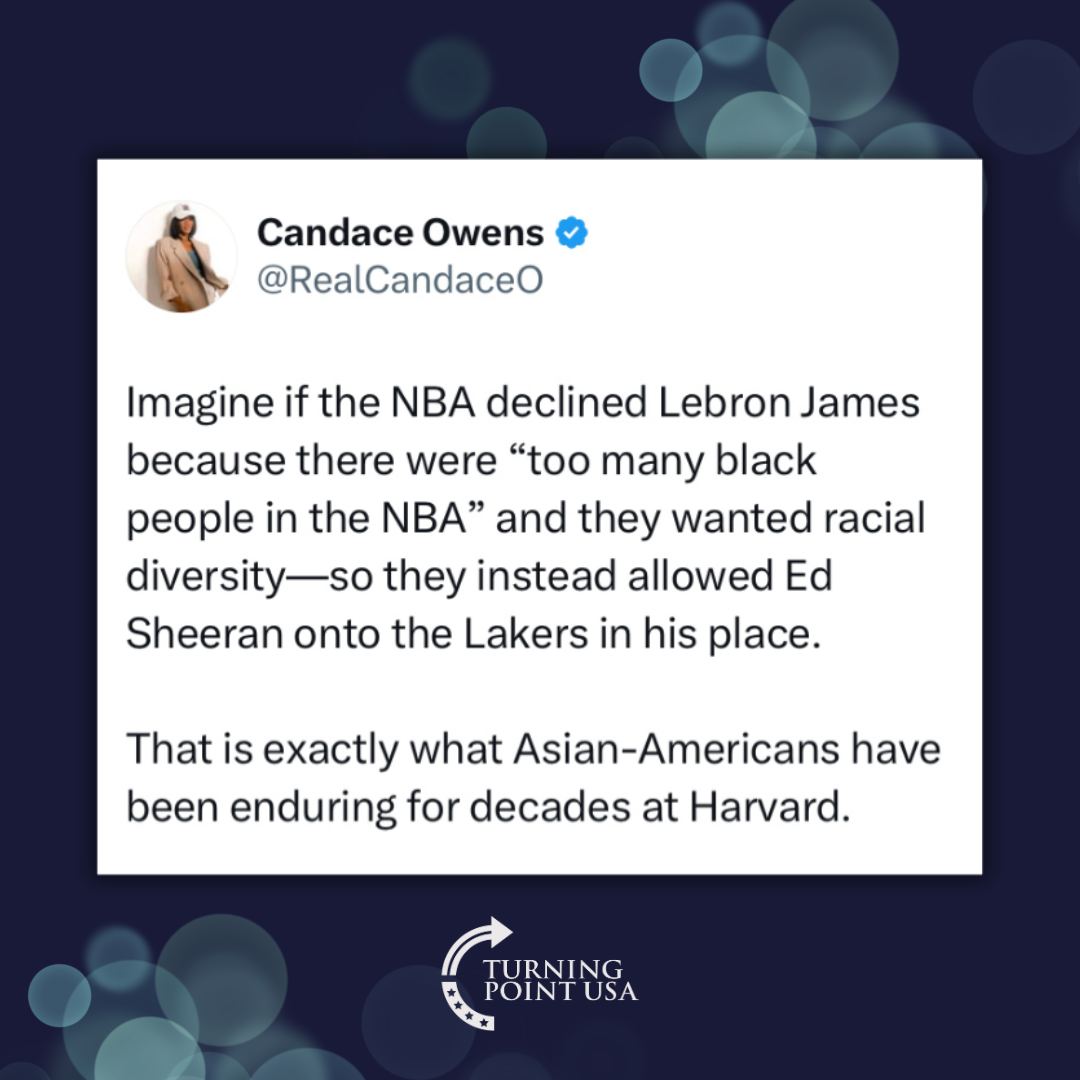 Candace Owens
@RealCandaceO
Imagine if the NBA declined Lebron James
because there were “too many black
people in the NBA” and they wanted racial
diversity—so they instead allowed Ed
Sheeran onto the Lakers in his place.
That is exactly what Asian-Americans have
been enduring for decades at Harvard.
TURNING
POINT USA